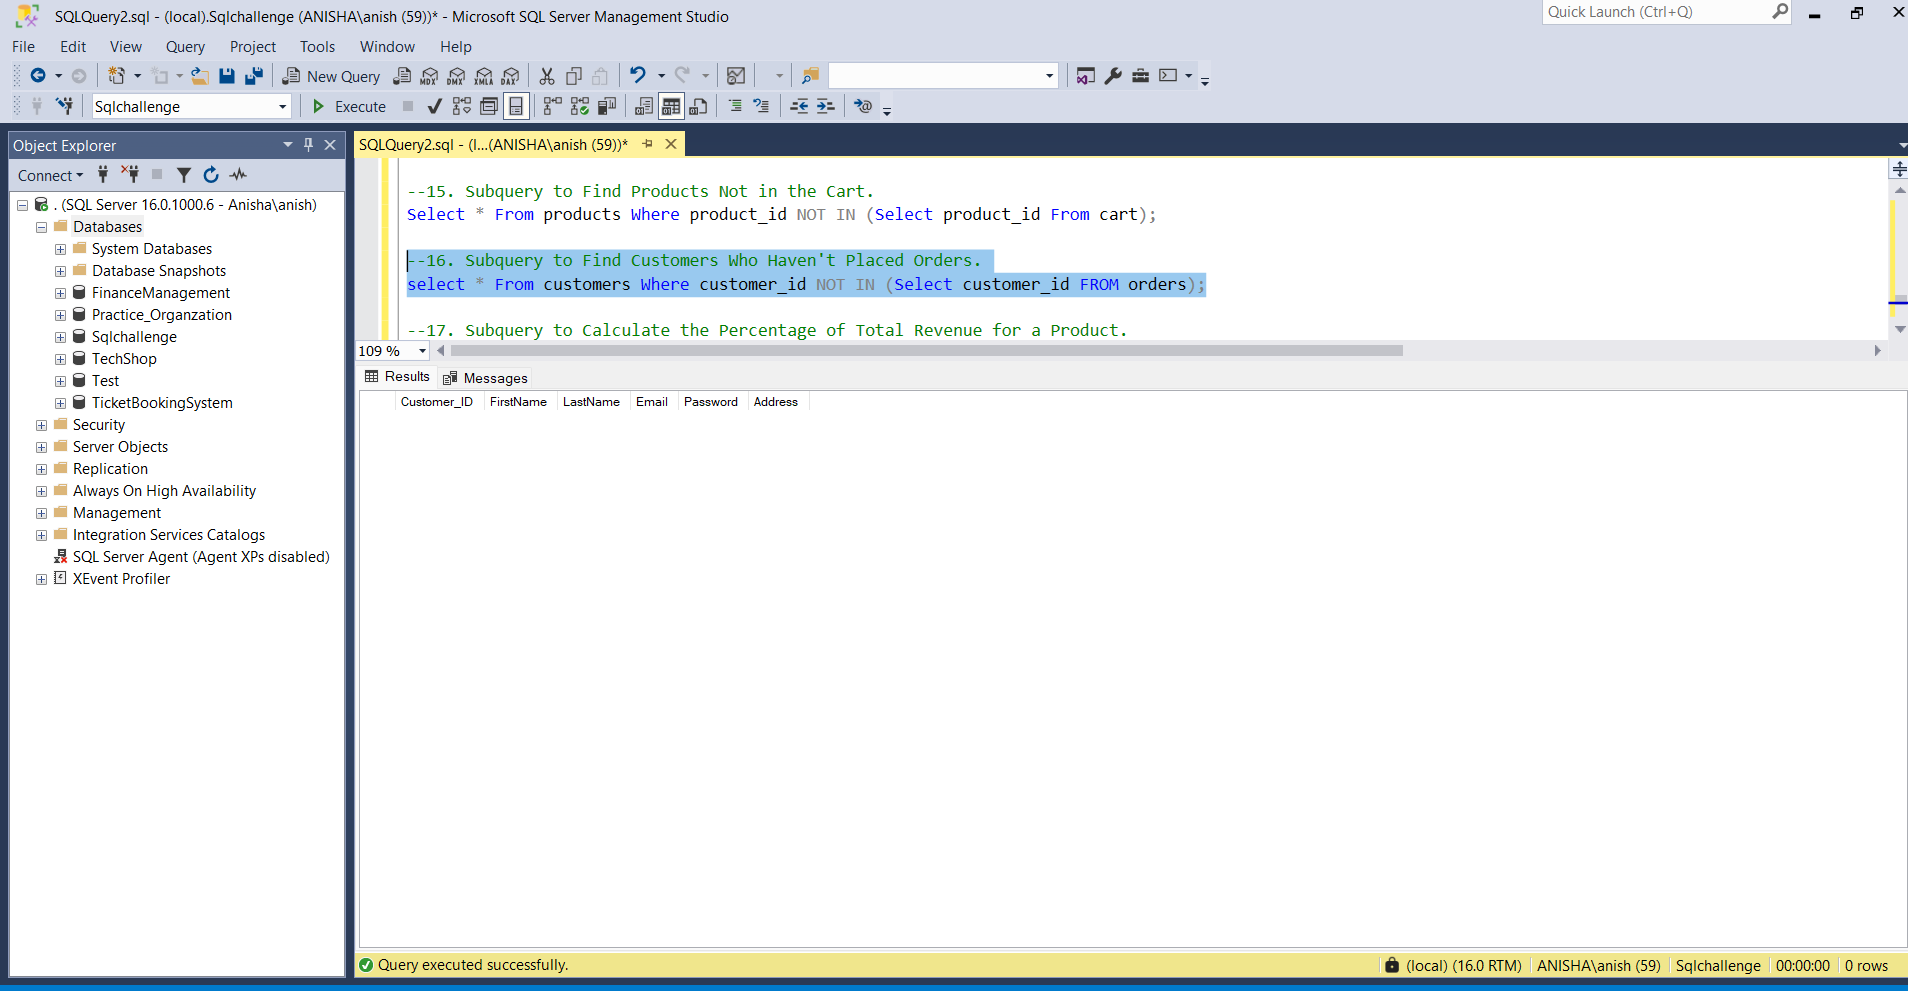 SQLQuery2.sql - (local).Sqlchallenge (ANISHA\anish (59))* - Microsoft SQL Server Management Studio
Quick Launch (Ctrl+Q)
File Edit View Query Project Tools Window Help
New Query MDX DMX XMLA DAX
Sqlchallenge Execute
Object Explorer
Connect
. (SQL Server 16.0.1000.6 - Anisha\anish)
Databases
System Databases
Database Snapshots
FinanceManagement
Practice_Organzation
Sqlchallenge
TechShop
Test
TicketBookingSystem
Security
Server Objects
Replication
Always On High Availability
Management
Integration Services Catalogs
SQL Server Agent (Agent XPs disabled)
XEvent Profiler
SQLQuery2.sql - (l...(ANISHA\anish (59))*
--15. Subquery to Find Products Not in the Cart.
Select * From products Where product_id NOT IN (Select product_id From cart);
--16. Subquery to Find Customers Who Haven't Placed Orders.
select * From customers Where customer_id NOT IN (Select customer_id FROM orders);
--17. Subquery to Calculate the Percentage of Total Revenue for a Product.
109 %
Results Messages
Customer_ID FirstName LastName Email Password Address
Query executed successfully.
(local) (16.0 RTM) ANISHA\anish (59) Sqlchallenge 00:00:00 0 rows